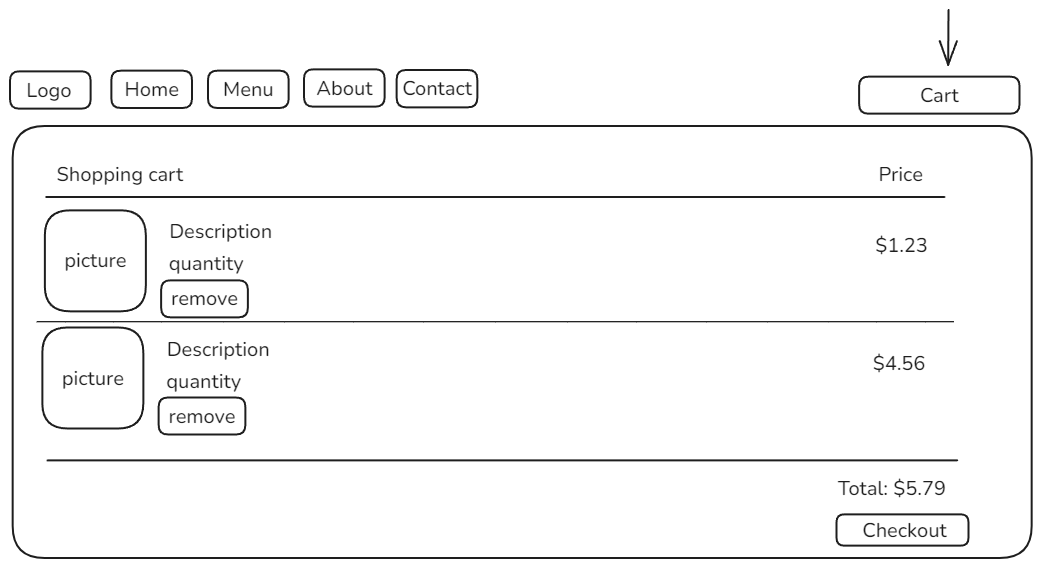 Logo Home Menu About Contact Cart
Shopping cart Price
picture Description $1.23
quantity
remove
picture Description $4.56
quantity
remove
Total: $5.79
Checkout